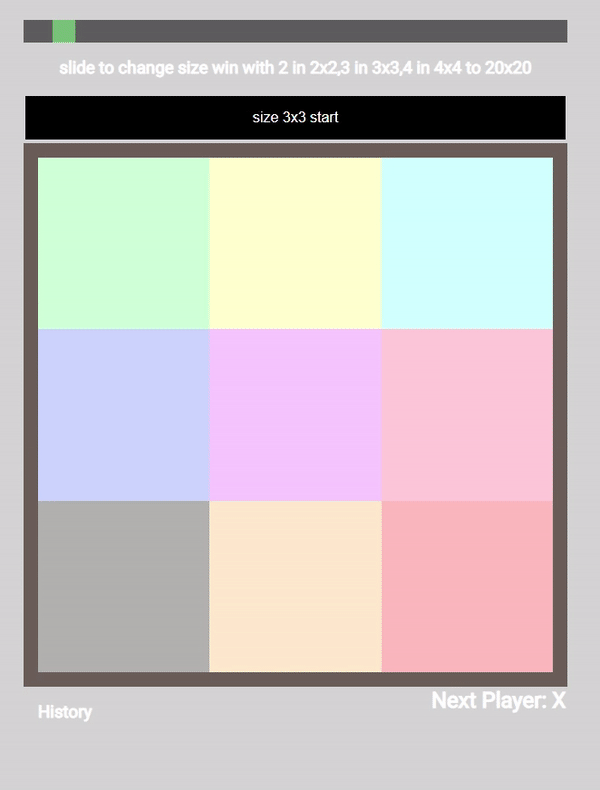 slide to change size win with 2 in 2x2,3 in 3x3,4 in 4x4 to 20x20
size 3x3 start
Next Player: X
History